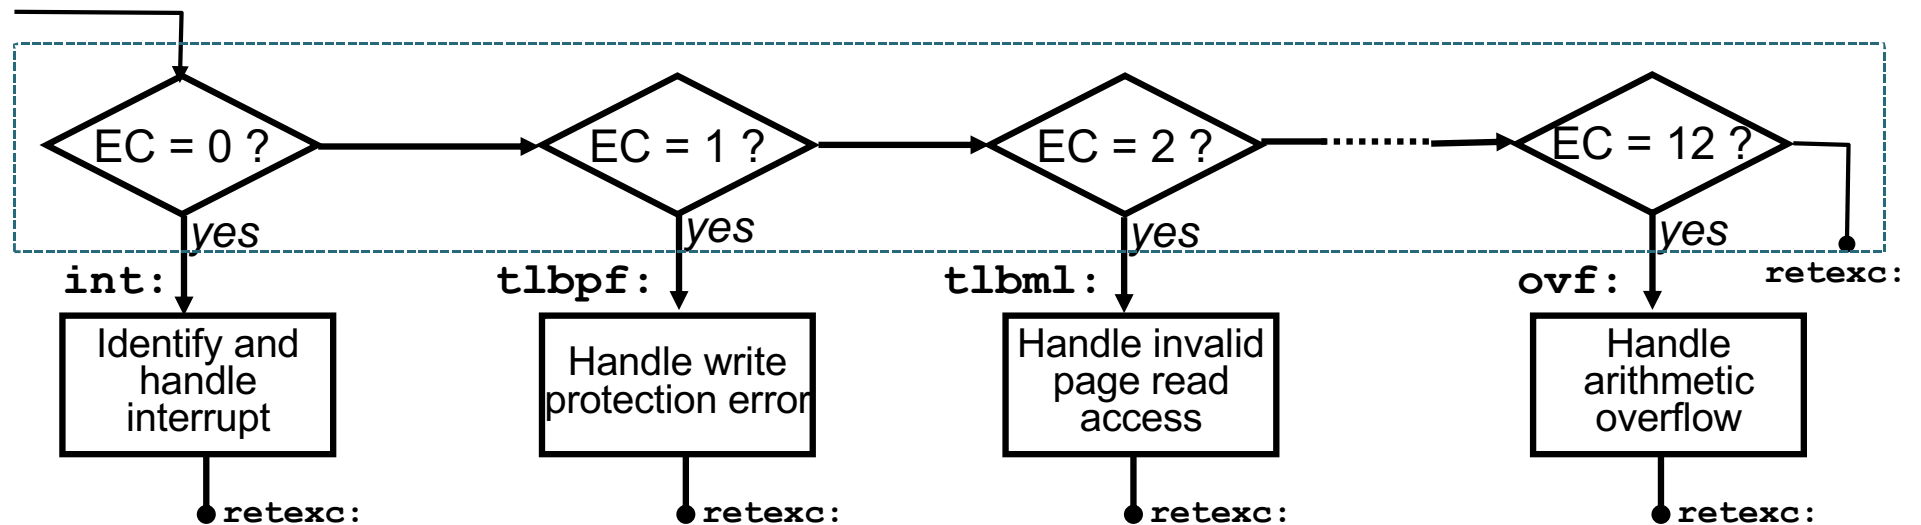 EC = 0 ?
EC = 1 ?
EC = 2 ?
EC = 12 ?
yes
yes
yes
yes
int:
tlbpf:
tlbml:
ovf:
retexc:
Identify and
handle
interrupt
Handle write
protection error
Handle invalid
page read
access
Handle
arithmetic
overflow
retexc:
retexc:
retexc:
retexc: